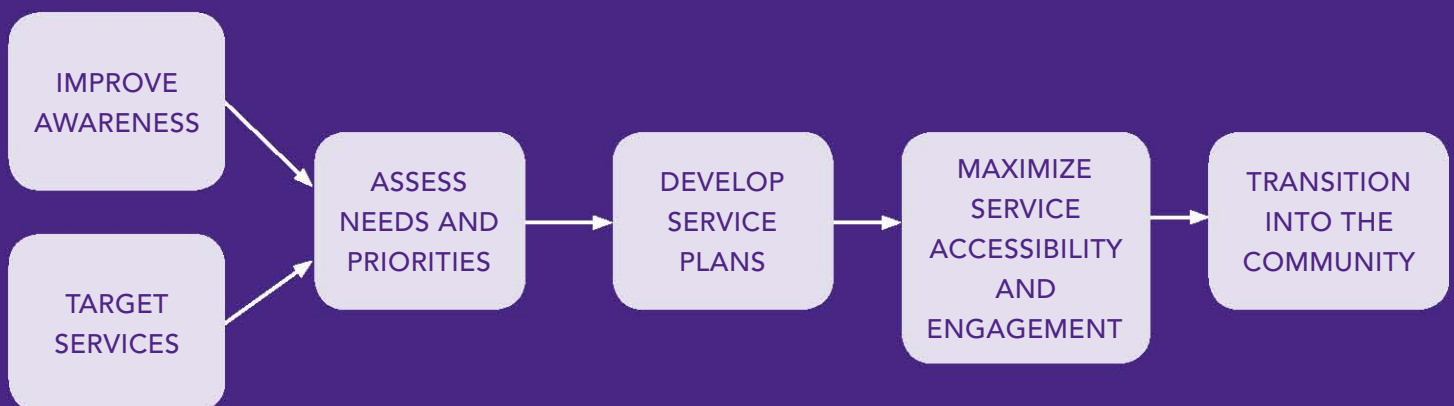 IMPROVE
AWARENESS
TARGET
SERVICES
ASSESS
NEEDS AND
PRIORITIES
DEVELOP
SERVICE
PLANS
MAXIMIZE
SERVICE
ACCESSIBILITY
AND
ENGAGEMENT
TRANSITION
INTO THE
COMMUNITY